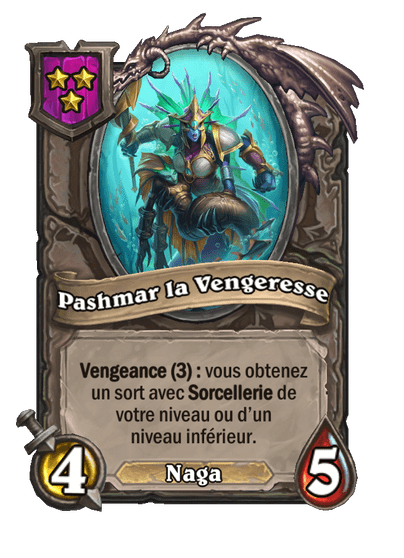 Pashmar la Vengeresse
Vengeance (3) : vous obtenez
un sort avec Sorcellerie de
votre niveau ou d'un
niveau inférieur.
4
Naga
5